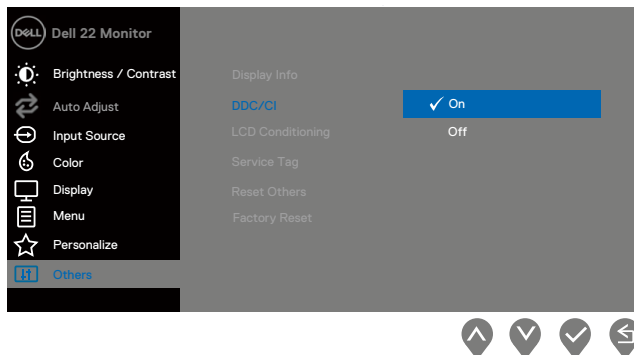 DELL Dell 22 Monitor
Brightness / Contrast
Auto Adjust
Input Source
Color
Display
Menu
Personalize
Others
Display Info
DDC/CI
LCD Conditioning
Service Tag
Reset Others
Factory Reset
On
Off